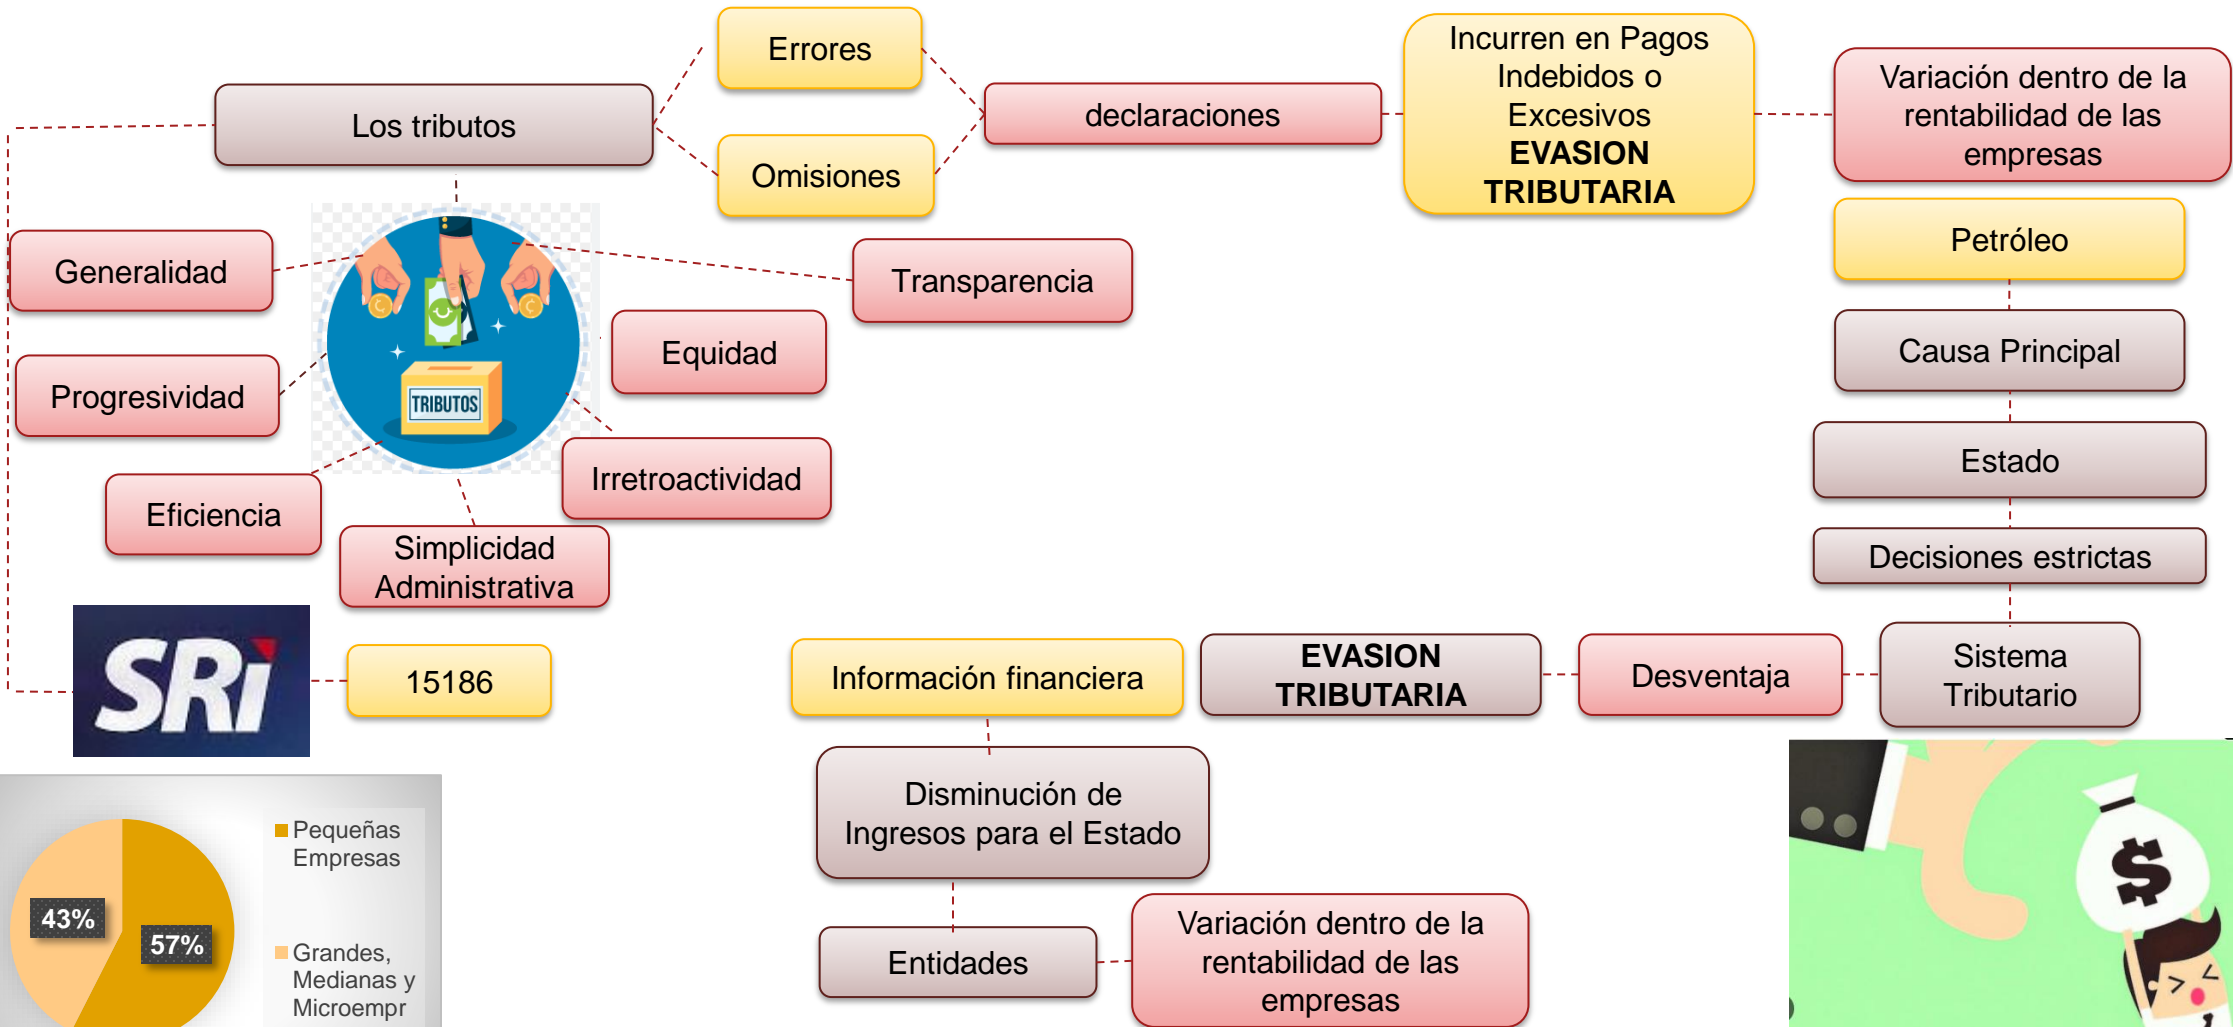 Los tributos
Errores
Omisiones
declaraciones
Incurren en Pagos
Indebidos o
Excesivos
EVASION
TRIBUTARIA
Variación dentro de la
rentabilidad de las
empresas
Generalidad
Progresividad
Eficiencia
Simplicidad
Administrativa
Irretroactividad
Equidad
Transparencia
TRIBUTOS
Petróleo
Causa Principal
Estado
Decisiones estrictas
Sistema
Tributario
Desventaja
EVASION
TRIBUTARIA
Información financiera
Disminución de
Ingresos para el Estado
Entidades
Variación dentro de la
rentabilidad de las
empresas
SRi
15186
43%
57%
Pequeñas
Empresas
Grandes,
Medianas y
Microempr
$